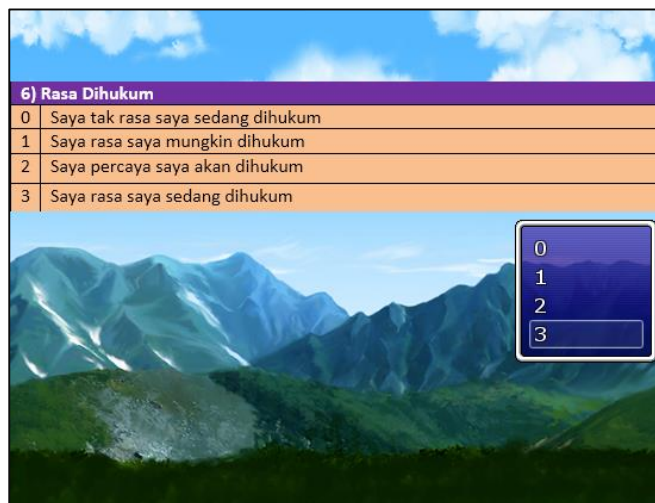 6) Rasa Dihukum
0 Saya tak rasa saya sedang dihukum
1 Saya rasa saya mungkin dihukum
2 Saya percaya saya akan dihukum
3 Saya rasa saya sedang dihukum
0
1
2
3